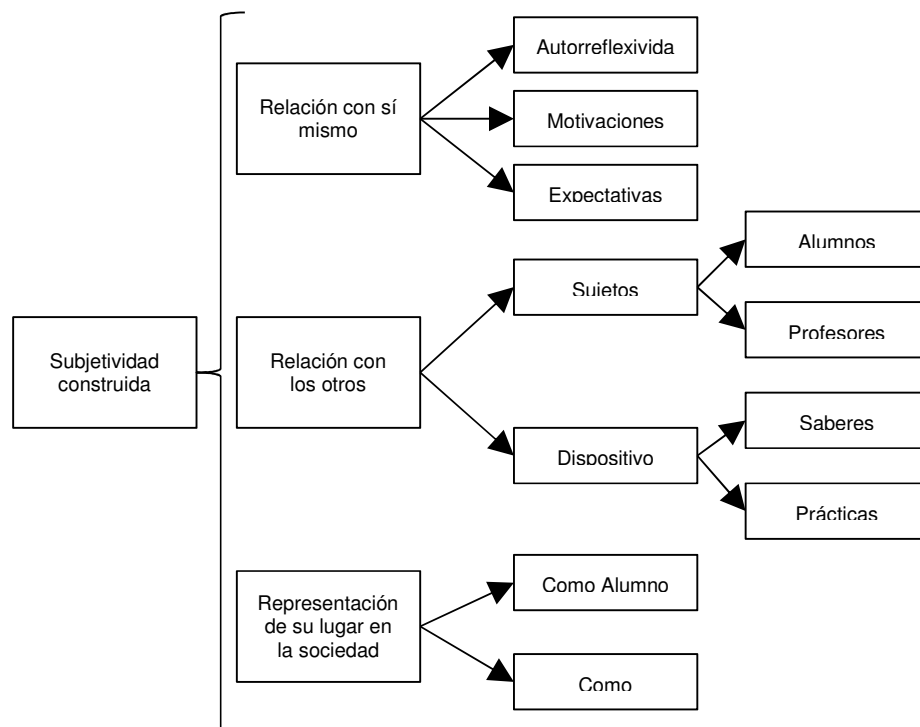 Subjetividad
construida
Relación con sí
mismo
Autorreflexivida
Motivaciones
Expectativas
Relación con
los otros
Sujetos
Alumnos
Profesores
Dispositivo
Saberes
Prácticas
Representación
de su lugar en
la sociedad
Como Alumno
Como